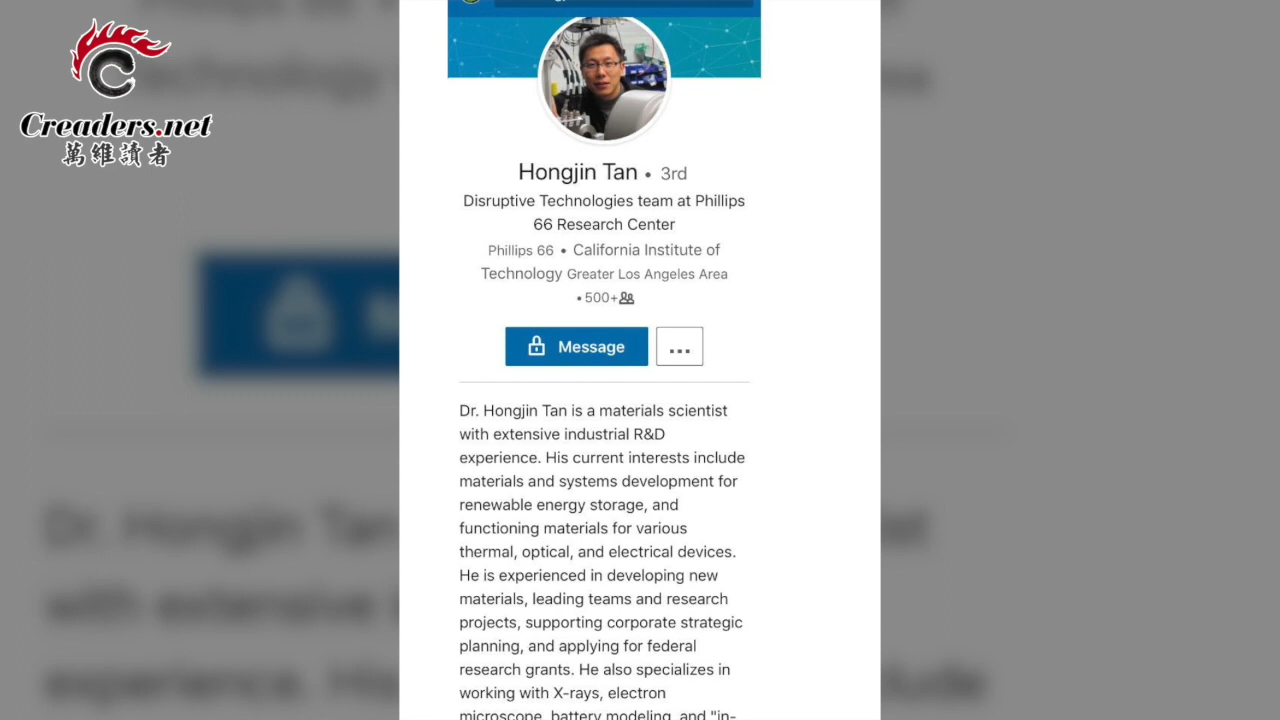 Creaders.net
萬維讀者
Hongjin Tan • 3rd
Disruptive Technologies team at Phillips
66 Research Center
Phillips 66 • California Institute of
Technology Greater Los Angeles Area
• 500+
Message
...
Dr. Hongjin Tan is a materials scientist
with extensive industrial R&D
experience. His current interests include
materials and systems development for
renewable energy storage, and
functioning materials for various
thermal, optical, and electrical devices.
He is experienced in developing new
materials, leading teams and research
projects, supporting corporate strategic
planning, and applying for federal
research grants. He also specializes in
working with X-rays, electron
microscope, battery modeling, and "in-